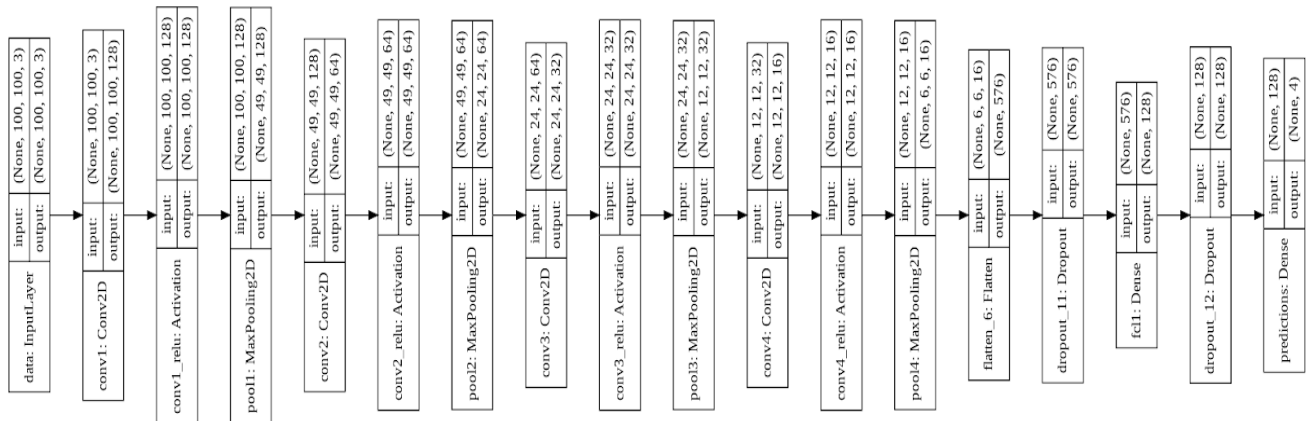 data: InputLayer
input: (None, 100, 100, 3)
output: (None, 100, 100, 3)
conv1: Conv2D
input: (None, 100, 100, 3)
output: (None, 100, 100, 128)
conv1_relu: Activation
input: (None, 100, 100, 128)
output: (None, 100, 100, 128)
pool1: MaxPooling2D
input: (None, 100, 100, 128)
output: (None, 49, 49, 128)
conv2: Conv2D
input: (None, 49, 49, 128)
output: (None, 49, 49, 64)
conv2_relu: Activation
input: (None, 49, 49, 64)
output: (None, 49, 49, 64)
pool2: MaxPooling2D
input: (None, 49, 49, 64)
output: (None, 24, 24, 64)
conv3: Conv2D
input: (None, 24, 24, 64)
output: (None, 24, 24, 32)
conv3_relu: Activation
input: (None, 24, 24, 32)
output: (None, 24, 24, 32)
pool3: MaxPooling2D
input: (None, 24, 24, 32)
output: (None, 12, 12, 32)
conv4: Conv2D
input: (None, 12, 12, 32)
output: (None, 12, 12, 16)
conv4_relu: Activation
input: (None, 12, 12, 16)
output: (None, 12, 12, 16)
pool4: MaxPooling2D
input: (None, 12, 12, 16)
output: (None, 6, 6, 16)
flatten_6: Flatten
input: (None, 6, 6, 16)
output: (None, 576)
dropout_11: Dropout
input: (None, 576)
output: (None, 576)
fcl1: Dense
input: (None, 576)
output: (None, 128)
dropout_12: Dropout
input: (None, 128)
output: (None, 128)
predictions: Dense
input: (None, 128)
output: (None, 4)